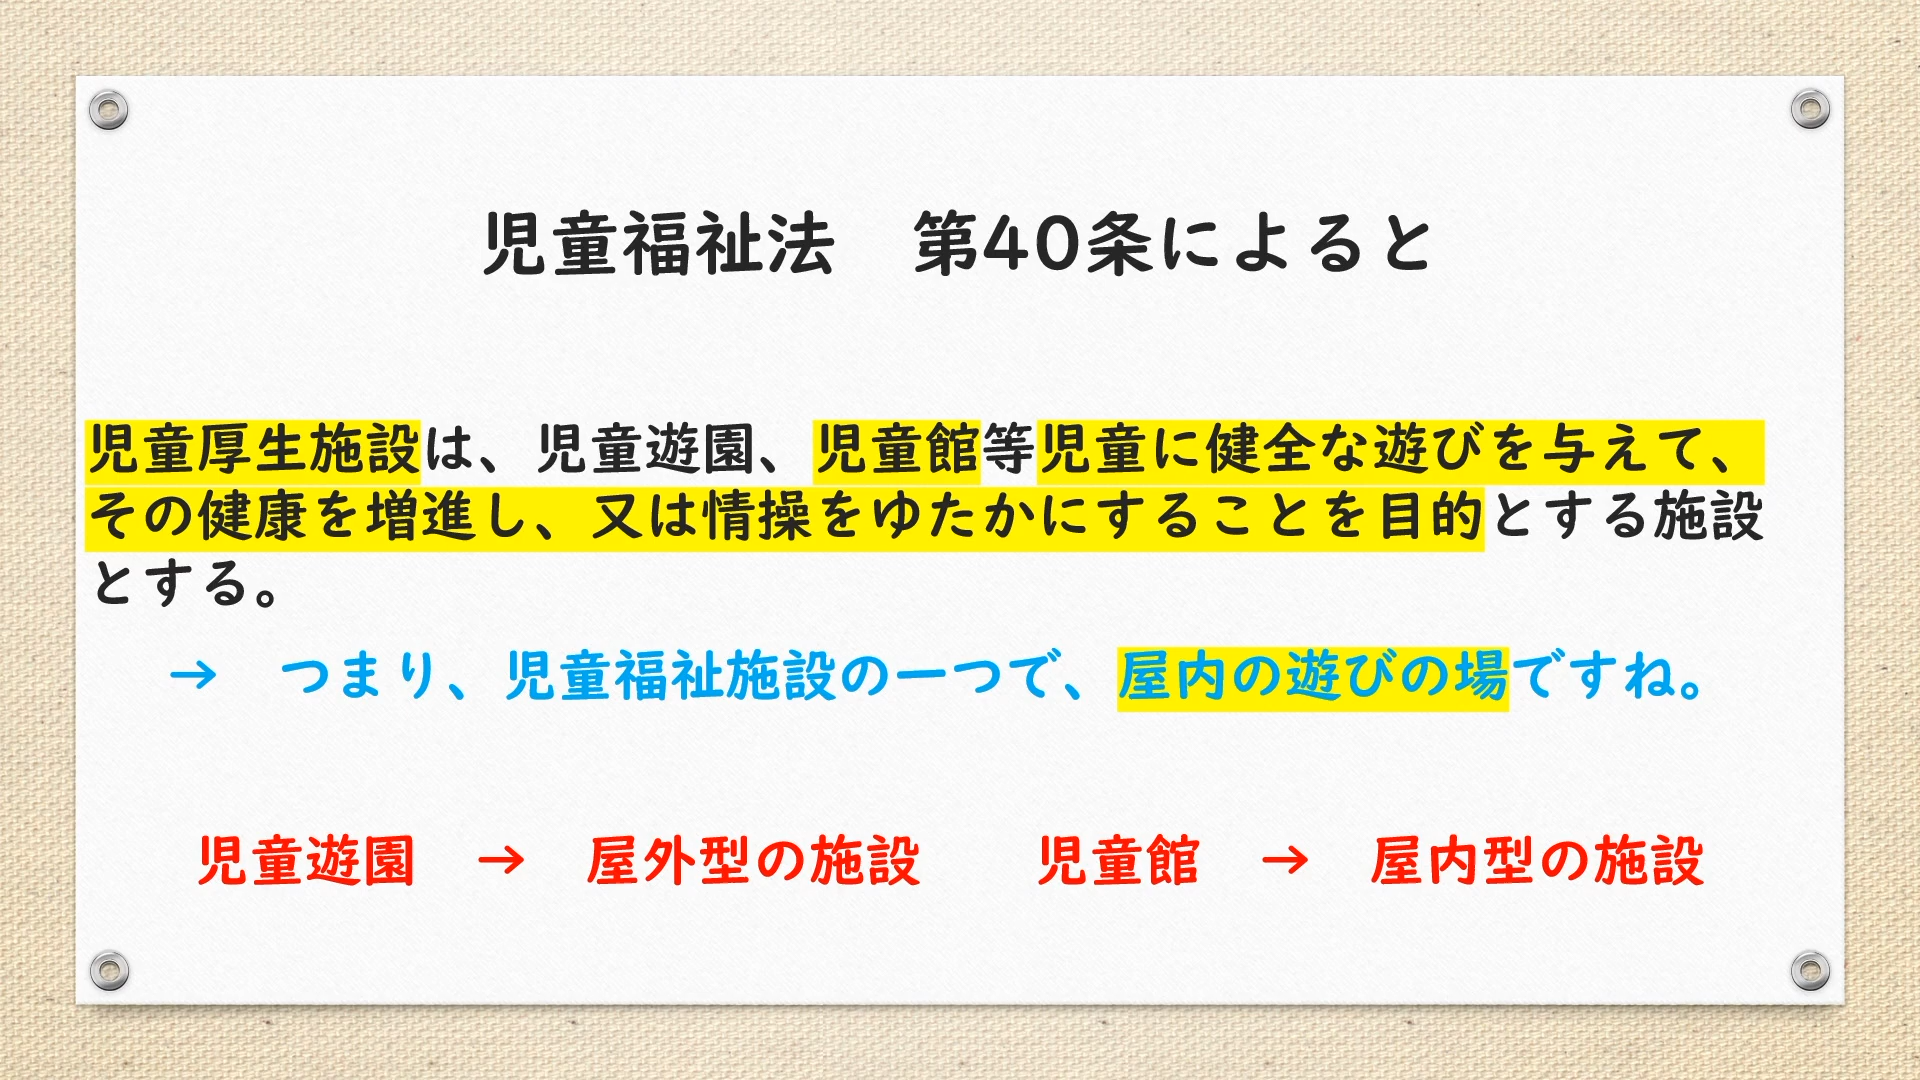 児童福祉法　第40条によると
児童厚生施設は、児童遊園、児童館等児童に健全な遊びを与えて、
その健康を増進し、又は情操をゆたかにすることを目的とする施設
とする。
→　つまり、児童福祉施設の一つで、屋内の遊びの場ですね。
児童遊園　→　屋外型の施設　　児童館　→　屋内型の施設